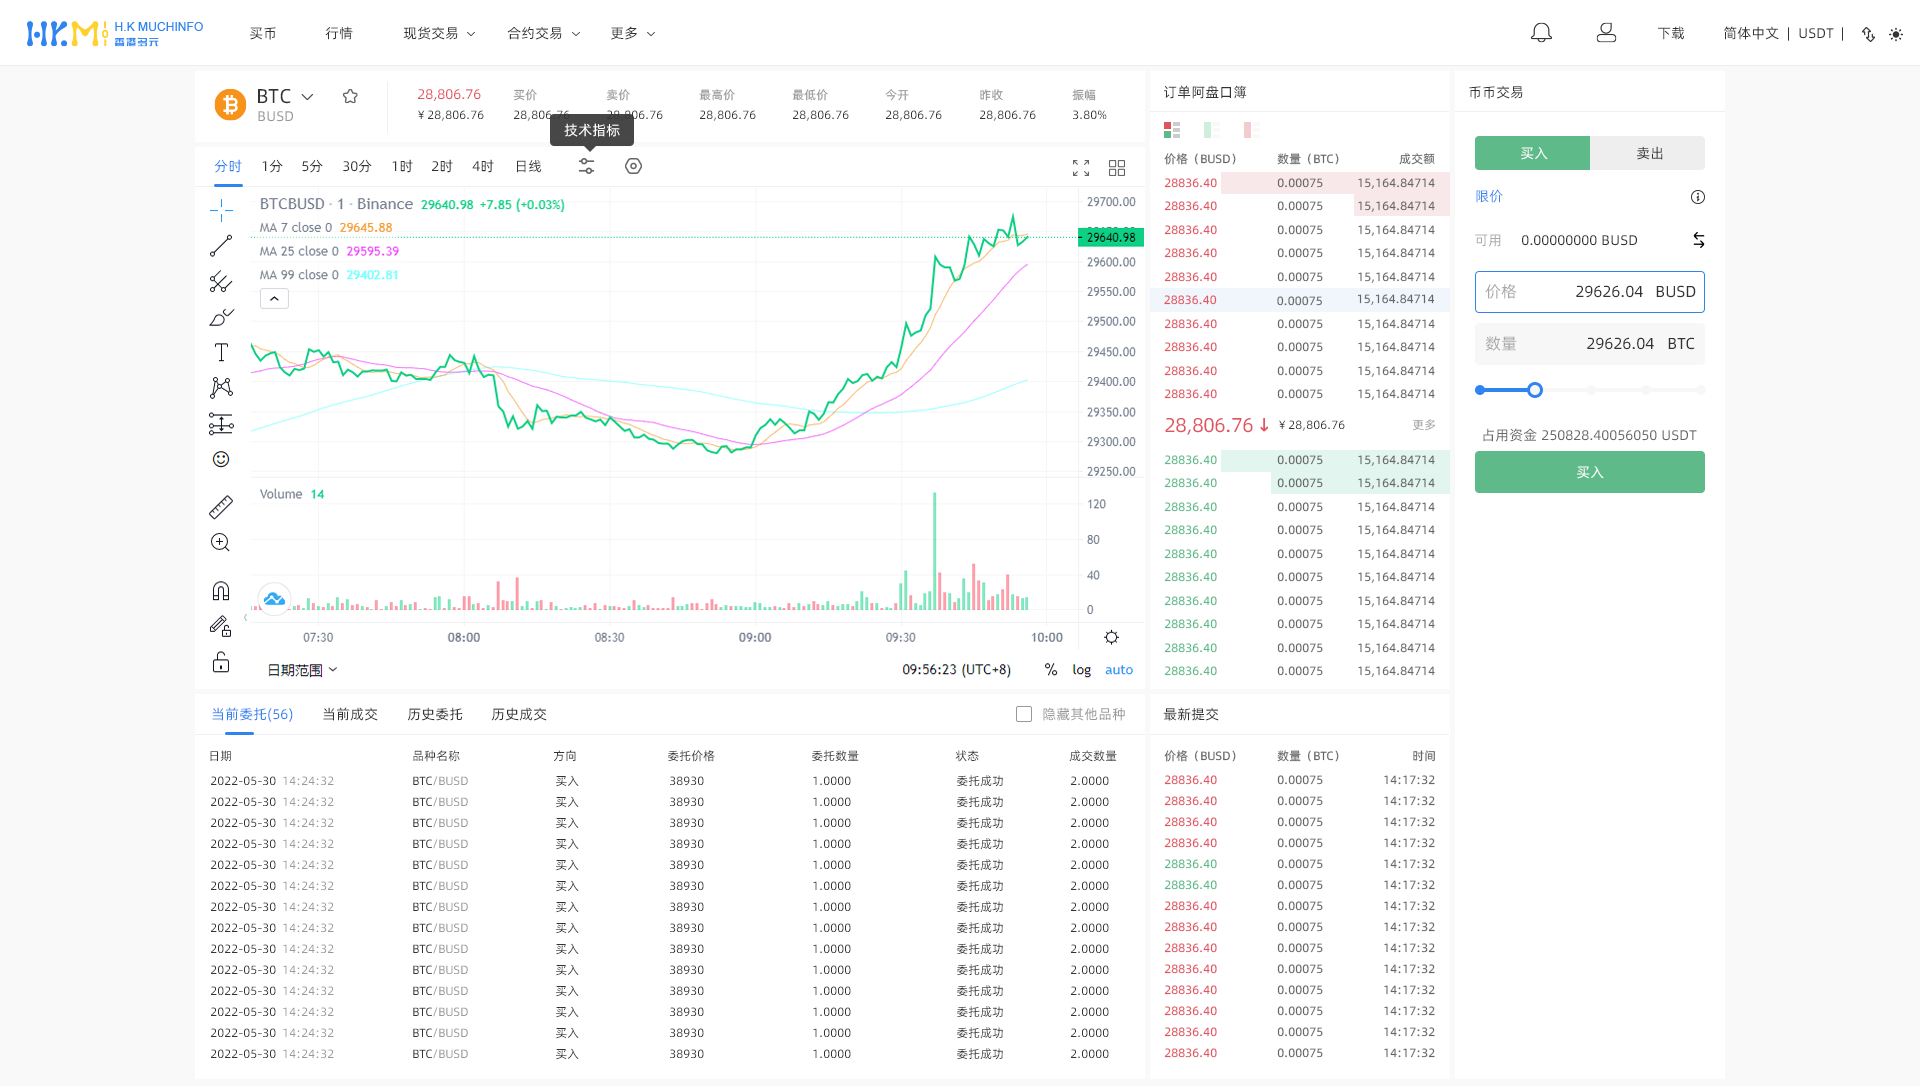 H.K MUCHINFO
香港多元
买币 行情 现货交易 合约交易 更多 下载 简体中文 | USDT |
BTC
BUSD
28,806.76
¥28,806.76
买价
28,806.76
卖价
28,806.76
最高价
28,806.76
最低价
28,806.76
今开
28,806.76
昨收
28,806.76
振幅
3.80%
技术指标
分时 1分 5分 30分 1时 2时 4时 日线
BTCBUSD · 1 · Binance 29640.98 +7.85 (+0.03%)
MA 7 close 0 29645.88
MA 25 close 0 29595.39
MA 99 close 0 29402.81
29700.00
29640.98
29600.00
29550.00
29500.00
29450.00
29400.00
29350.00
29300.00
29250.00
Volume 14
120
80
40
0
07:30 08:00 08:30 09:00 09:30 10:00
日期范围 09:56:23 (UTC+8) % log auto
订单阿盘口簿
价格（BUSD） 数量（BTC） 成交额
28836.40 0.00075 15,164.84714
28836.40 0.00075 15,164.84714
28836.40 0.00075 15,164.84714
28836.40 0.00075 15,164.84714
28836.40 0.00075 15,164.84714
28836.40 0.00075 15,164.84714
28836.40 0.00075 15,164.84714
28836.40 0.00075 15,164.84714
28836.40 0.00075 15,164.84714
28836.40 0.00075 15,164.84714
28,806.76 ↓ ¥28,806.76 更多
28836.40 0.00075 15,164.84714
28836.40 0.00075 15,164.84714
28836.40 0.00075 15,164.84714
28836.40 0.00075 15,164.84714
28836.40 0.00075 15,164.84714
28836.40 0.00075 15,164.84714
28836.40 0.00075 15,164.84714
28836.40 0.00075 15,164.84714
28836.40 0.00075 15,164.84714
28836.40 0.00075 15,164.84714
币币交易
买入 卖出
限价
可用 0.00000000 BUSD
价格 29626.04 BUSD
数量 29626.04 BTC
占用资金 250828.40056050 USDT
买入
当前委托(56) 当前成交 历史委托 历史成交 隐藏其他品种
日期 品种名称 方向 委托价格 委托数量 状态 成交数量
2022-05-30 14:24:32 BTC/BUSD 买入 38930 1.0000 委托成功 2.0000
2022-05-30 14:24:32 BTC/BUSD 买入 38930 1.0000 委托成功 2.0000
2022-05-30 14:24:32 BTC/BUSD 买入 38930 1.0000 委托成功 2.0000
2022-05-30 14:24:32 BTC/BUSD 买入 38930 1.0000 委托成功 2.0000
2022-05-30 14:24:32 BTC/BUSD 买入 38930 1.0000 委托成功 2.0000
2022-05-30 14:24:32 BTC/BUSD 买入 38930 1.0000 委托成功 2.0000
2022-05-30 14:24:32 BTC/BUSD 买入 38930 1.0000 委托成功 2.0000
2022-05-30 14:24:32 BTC/BUSD 买入 38930 1.0000 委托成功 2.0000
2022-05-30 14:24:32 BTC/BUSD 买入 38930 1.0000 委托成功 2.0000
2022-05-30 14:24:32 BTC/BUSD 买入 38930 1.0000 委托成功 2.0000
2022-05-30 14:24:32 BTC/BUSD 买入 38930 1.0000 委托成功 2.0000
2022-05-30 14:24:32 BTC/BUSD 买入 38930 1.0000 委托成功 2.0000
2022-05-30 14:24:32 BTC/BUSD 买入 38930 1.0000 委托成功 2.0000
2022-05-30 14:24:32 BTC/BUSD 买入 38930 1.0000 委托成功 2.0000
最新提交
价格（BUSD） 数量（BTC） 时间
28836.40 0.00075 14:17:32
28836.40 0.00075 14:17:32
28836.40 0.00075 14:17:32
28836.40 0.00075 14:17:32
28836.40 0.00075 14:17:32
28836.40 0.00075 14:17:32
28836.40 0.00075 14:17:32
28836.40 0.00075 14:17:32
28836.40 0.00075 14:17:32
28836.40 0.00075 14:17:32
28836.40 0.00075 14:17:32
28836.40 0.00075 14:17:32
28836.40 0.00075 14:17:32
28836.40 0.00075 14:17:32